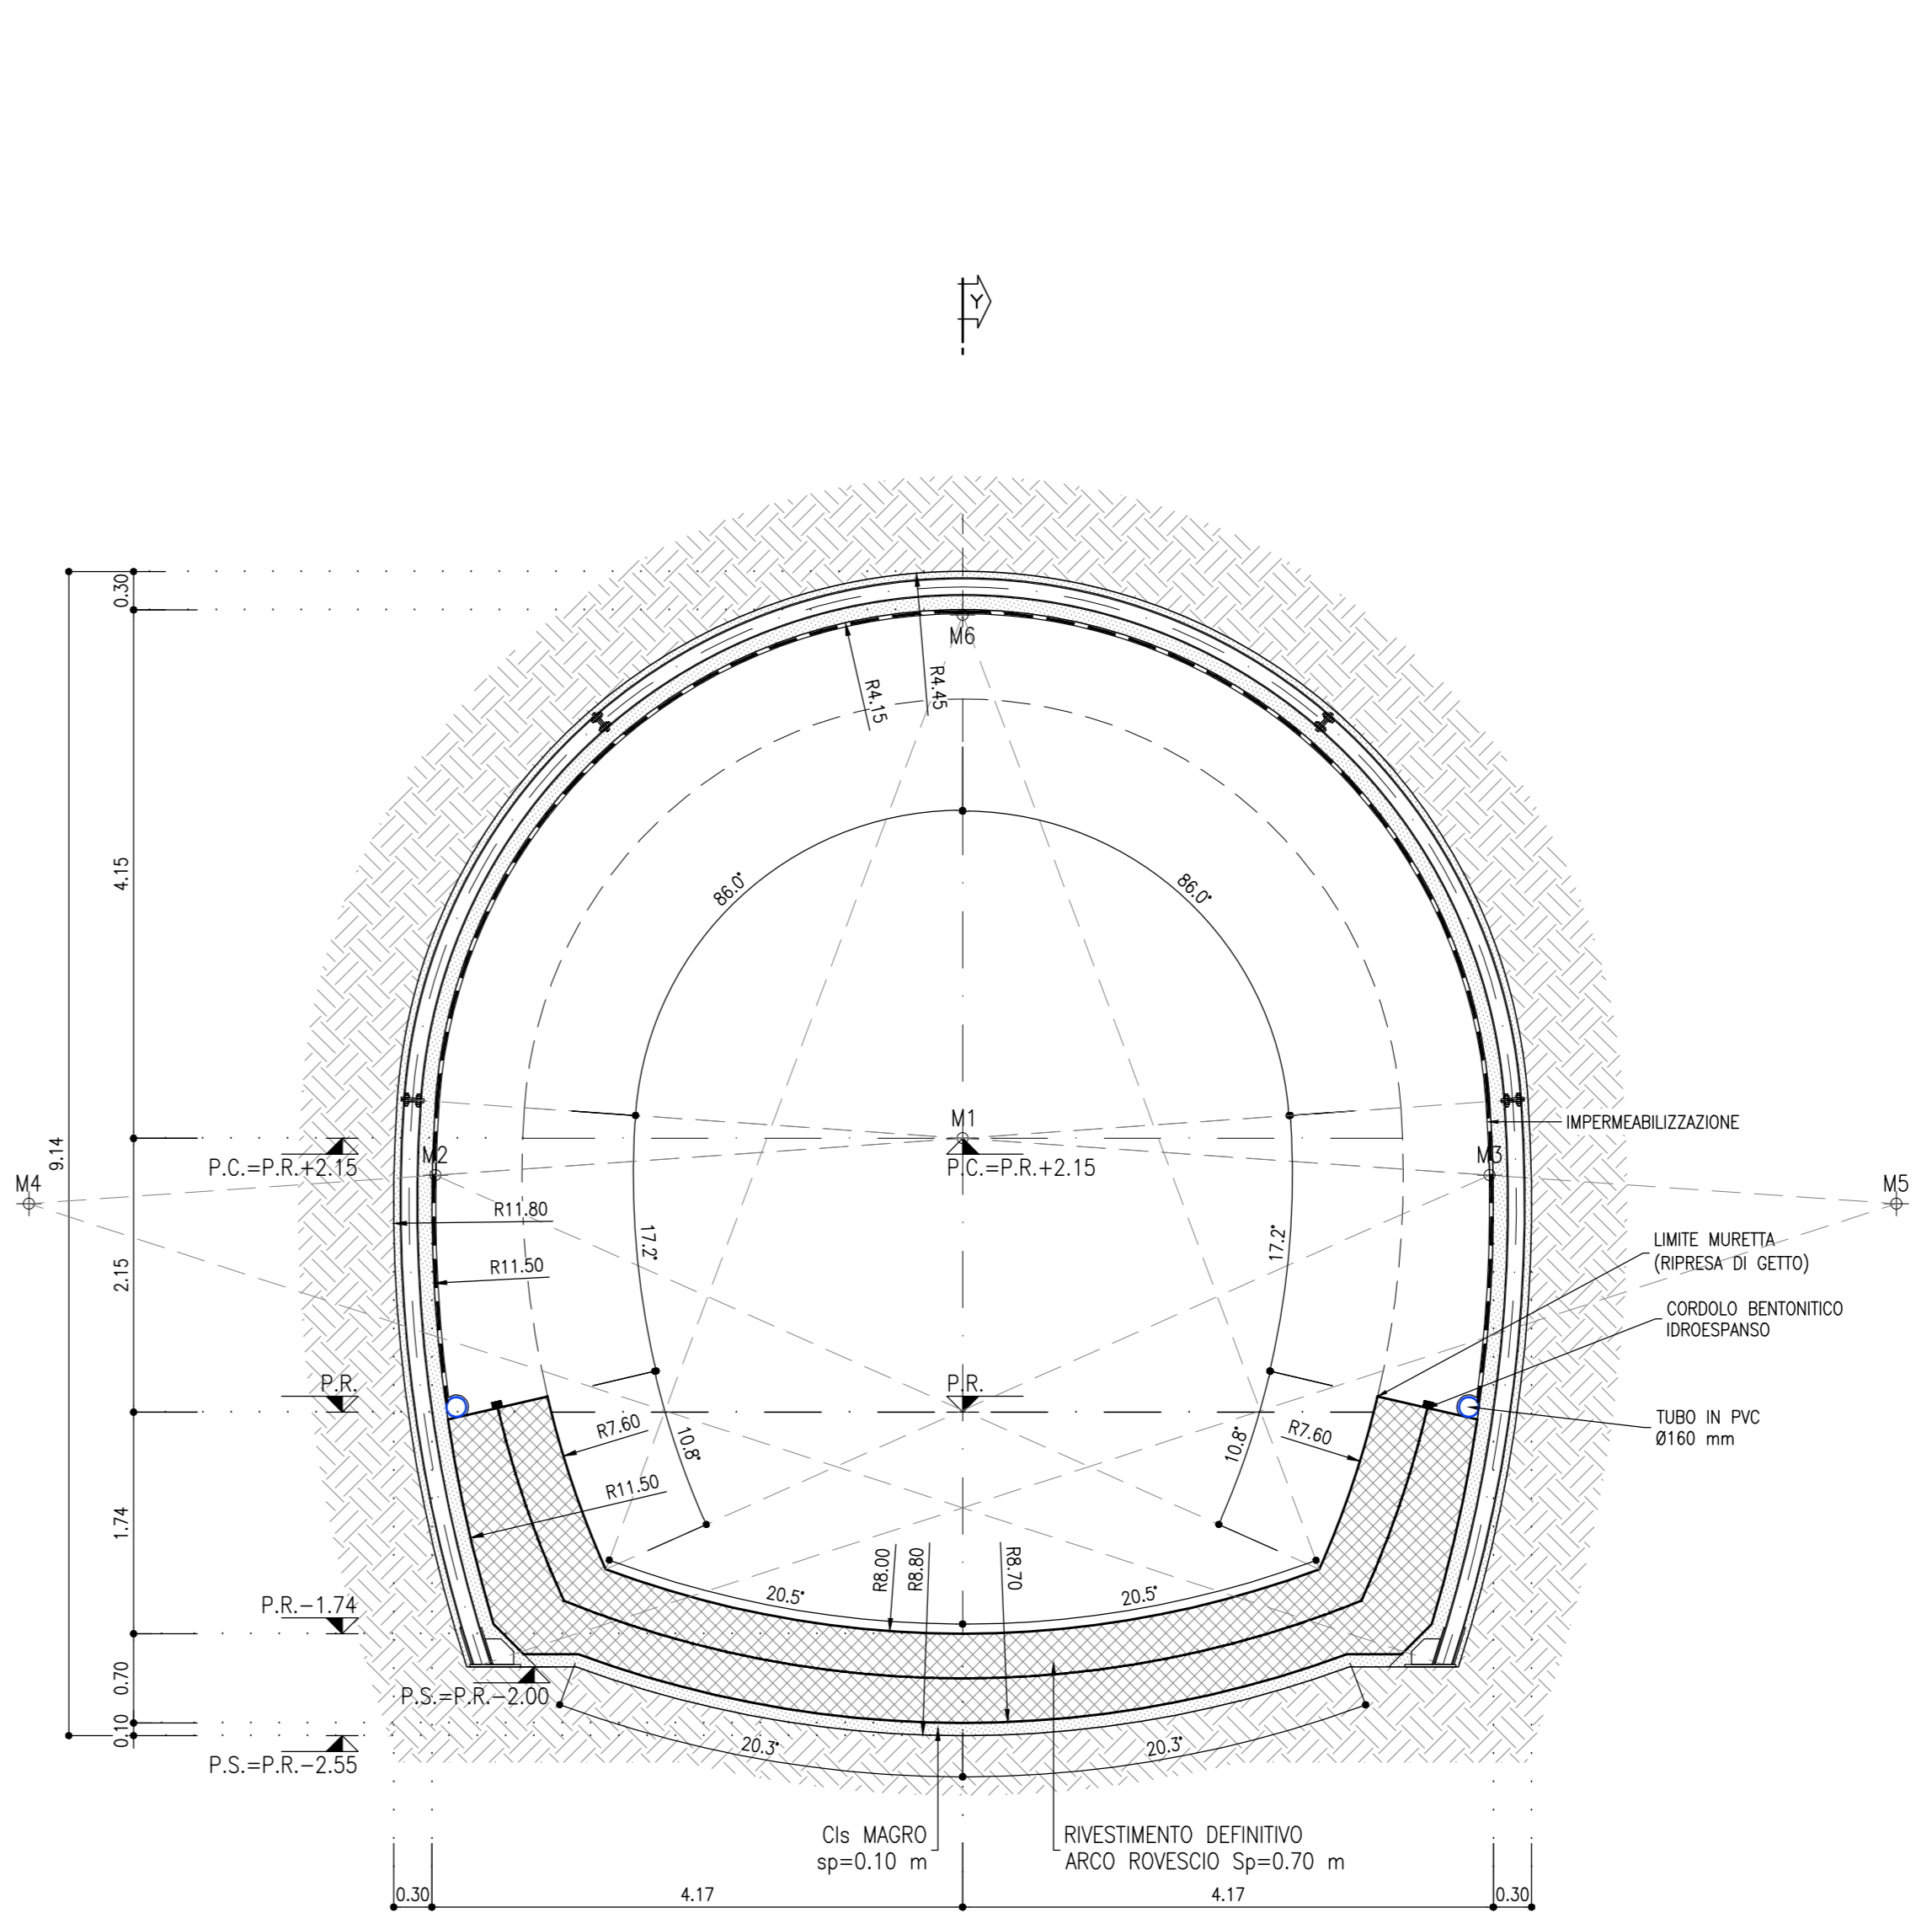 Y
0.30
M6
R4.45
R4.15
4.15
86.0°
86.0°
9.14
M1
IMPERMEABILIZZAZIONE
M2
P.C.=P.R.+2.15
P.C.=P.R.+2.15
M3
M4
M5
R11.80
17.2°
17.2°
LIMITE MURETTA
(RIPRESA DI GETTO)
R11.50
2.15
CORDOLO BENTONITICO
IDROESPANSO
P.R.
P.R.
TUBO IN PVC
Ø160 mm
R7.60
10.8°
10.8°
R7.60
R11.50
1.74
R8.00
R8.80
R8.70
20.5°
20.5°
P.R.-1.74
0.70
P.S.=P.R.-2.00
0.10
20.3°
20.3°
P.S.=P.R.-2.55
Cls MAGRO
sp=0.10 m
RIVESTIMENTO DEFINITIVO
ARCO ROVESCIO Sp=0.70 m
0.30
4.17
4.17
0.30